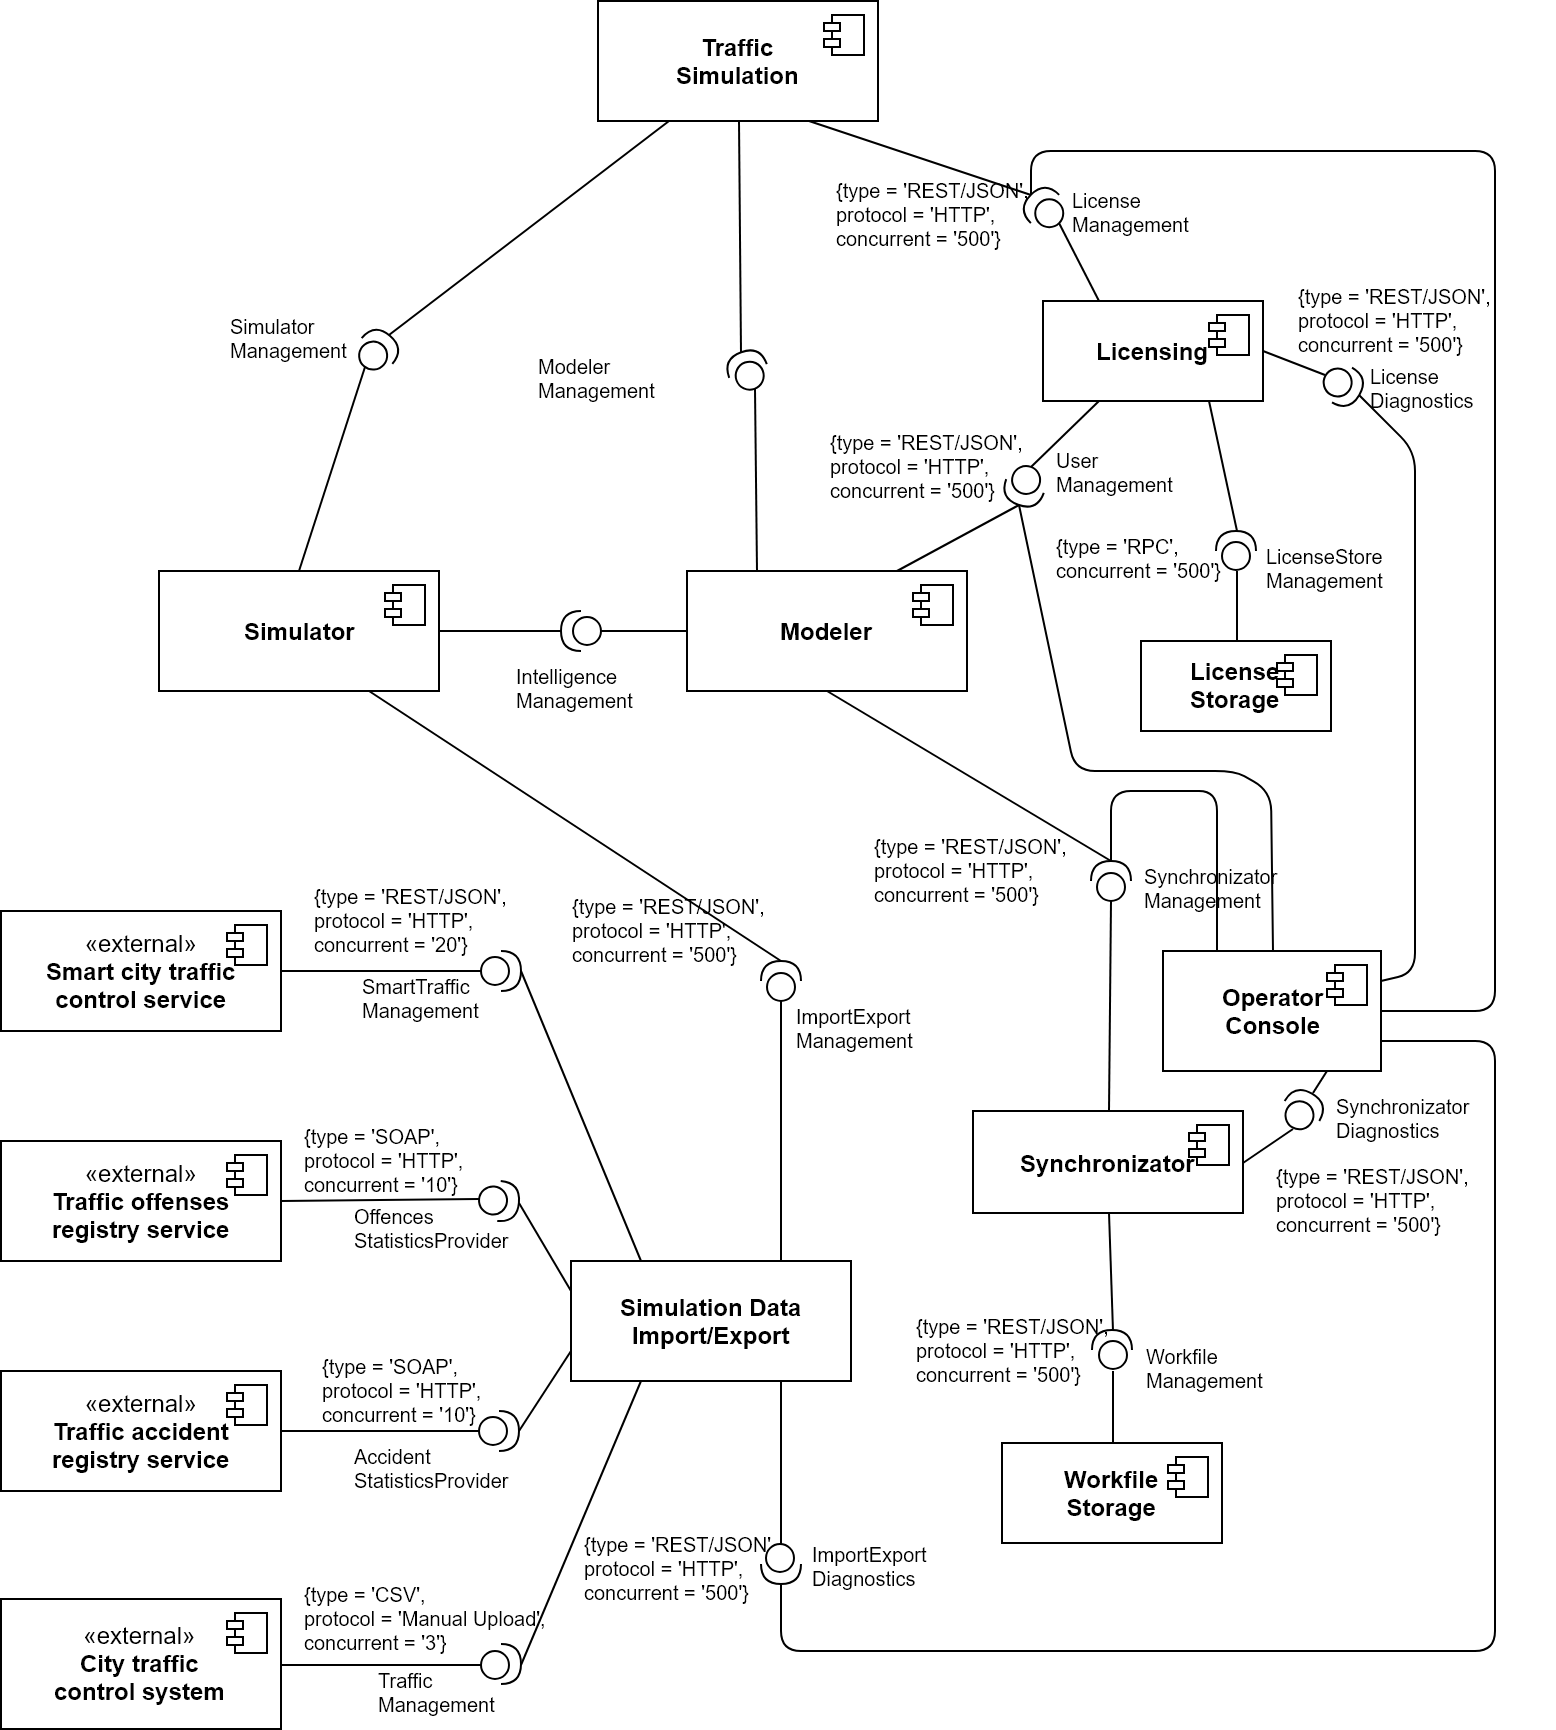 Traffic
Simulation
{type = 'REST/JSON',
protocol = 'HTTP',
concurrent = '500'}
License
Management
Simulator
Management
Modeler
Management
Licensing
{type = 'REST/JSON',
protocol = 'HTTP',
concurrent = '500'}
License
Diagnostics
{type = 'REST/JSON',
protocol = 'HTTP',
concurrent = '500'}
User
Management
{type = 'RPC',
concurrent = '500'}
LicenseStore
Management
Simulator
Intelligence
Management
Modeler
License
Storage
{type = 'REST/JSON',
protocol = 'HTTP',
concurrent = '500'}
Synchronizator
Management
«external»
Smart city traffic
control service
{type = 'REST/JSON',
protocol = 'HTTP',
concurrent = '20'}
SmartTraffic
Management
{type = 'REST/JSON',
protocol = 'HTTP',
concurrent = '500'}
ImportExport
Management
Operator
Console
Synchronizator
Diagnostics
{type = 'REST/JSON',
protocol = 'HTTP',
concurrent = '500'}
Synchronizator
«external»
Traffic offenses
registry service
{type = 'SOAP',
protocol = 'HTTP',
concurrent = '10'}
Offences
StatisticsProvider
Simulation Data
Import/Export
{type = 'REST/JSON',
protocol = 'HTTP',
concurrent = '500'}
Workfile
Management
«external»
Traffic accident
registry service
{type = 'SOAP',
protocol = 'HTTP',
concurrent = '10'}
Accident
StatisticsProvider
Workfile
Storage
{type = 'REST/JSON'
protocol = 'HTTP',
concurrent = '500'}
ImportExport
Diagnostics
«external»
City traffic
control system
{type = 'CSV',
protocol = 'Manual Upload',
concurrent = '3'}
Traffic
Management